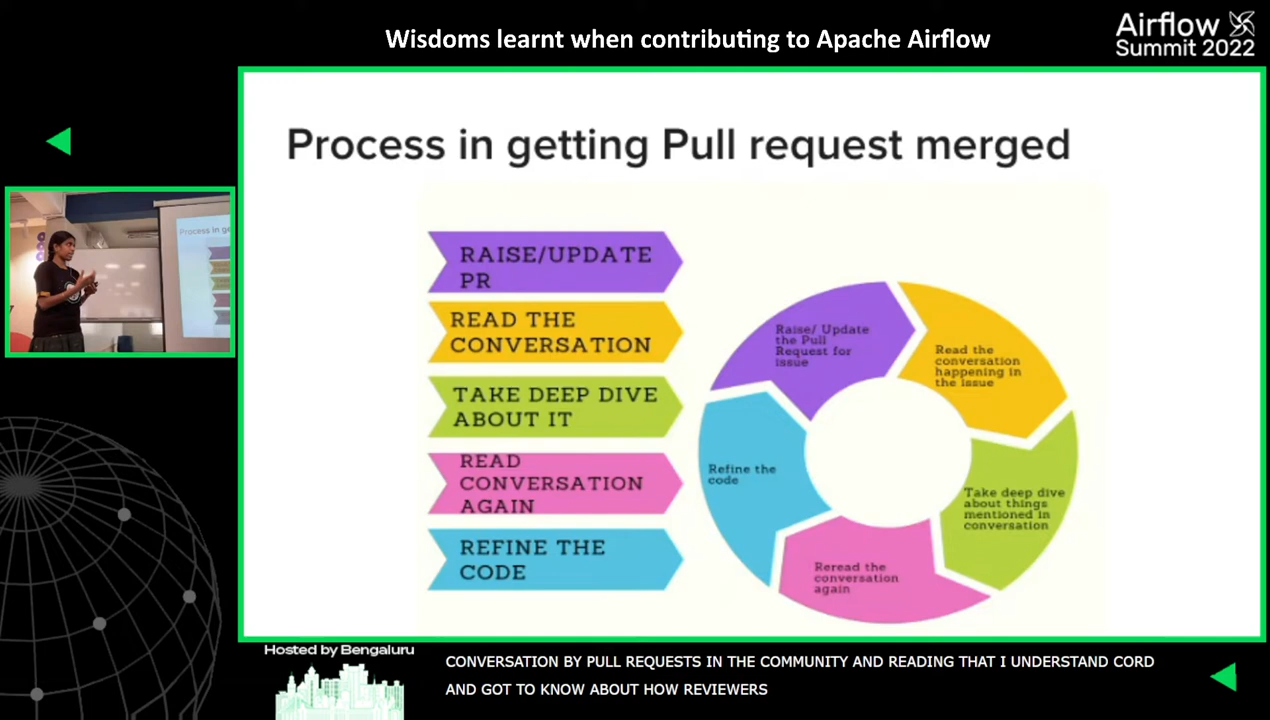 Wisdoms learnt when contributing to Apache Airflow
Airflow
Summit 2022
Process in getting Pull request merged
RAISE/UPDATE
PR
READ THE
CONVERSATION
TAKE DEEP DIVE
ABOUT IT
READ
CONVERSATION
AGAIN
REFINE THE
CODE
Raise/ Update
the Pull
Request for
issue
Read the
conversation
happening in
the issue
Take deep dive
about things
mentioned in
conversation
Reread the
conversation
again
Refine the
code
Process in ge
Hosted by Bengaluru
CONVERSATION BY PULL REQUESTS IN THE COMMUNITY AND READING THAT I UNDERSTAND CORD
AND GOT TO KNOW ABOUT HOW REVIEWERS